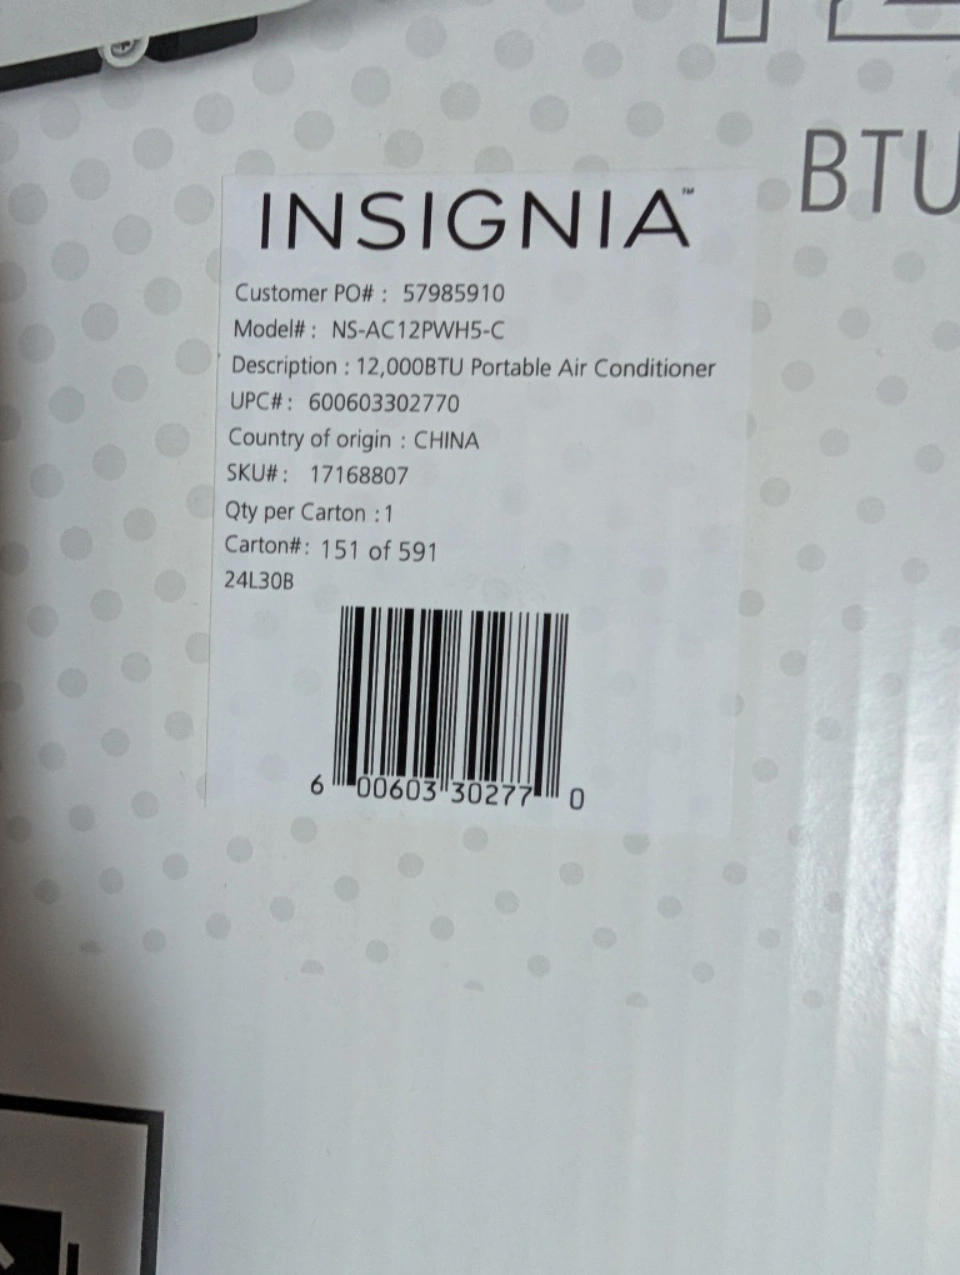 BTU
INSIGNIA™
Customer PO# : 57985910
Model# : NS-AC12PWH5-C
Description : 12,000BTU Portable Air Conditioner
UPC# : 600603302770
Country of origin : CHINA
SKU# : 17168807
Qty per Carton : 1
Carton# : 151 of 591
24L30B
6 00603 30277 0